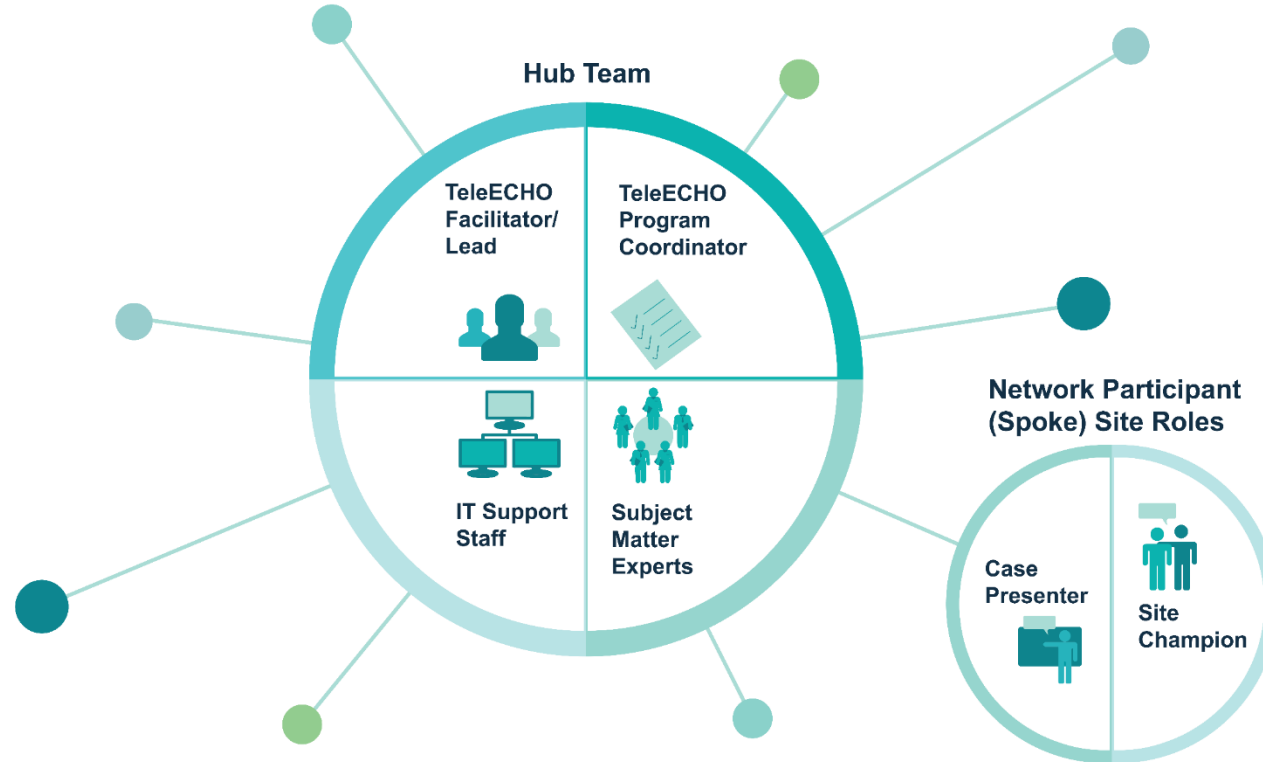 Hub Team
TeleECHO
Facilitator/
Lead
TeleECHO
Program
Coordinator
IT Support
Staff
Subject
Matter
Experts
Network Participant
(Spoke) Site Roles
Case
Presenter
Site
Champion